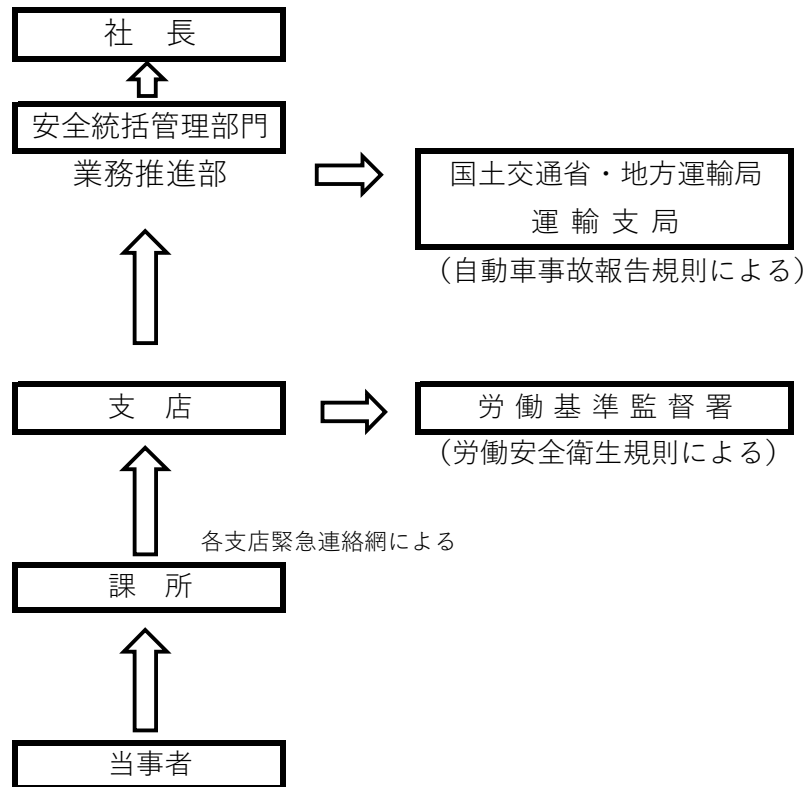 社　長
安全統括管理部門
業務推進部
国土交通省・地方運輸局
運 輸 支 局
（自動車事故報告規則による）
支　店
労 働 基 準 監 督 署
（労働安全衛生規則による）
各支店緊急連絡網による
課　所
当事者